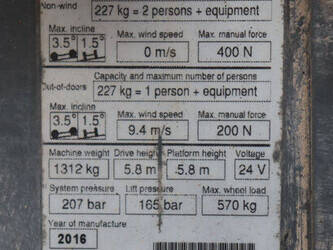 Non-wind
227 kg = 2 persons + equipment
Max. incline Max. wind speed Max. manual force
3.5° 1.5° 0 m/s 400 N
Capacity and maximum number of persons
Out-of-doors 227 kg = 1 person + equipment
Max. incline Max. wind speed Max. manual force
3.5° 1.5° 9.4 m/s 200 N
Machine weight Drive height Platform height Voltage
1312 kg 5.8 m 5.8 m 24 V
System pressure Lift pressure Max. wheel load
207 bar 165 bar 570 kg
Year of manufacture
2016